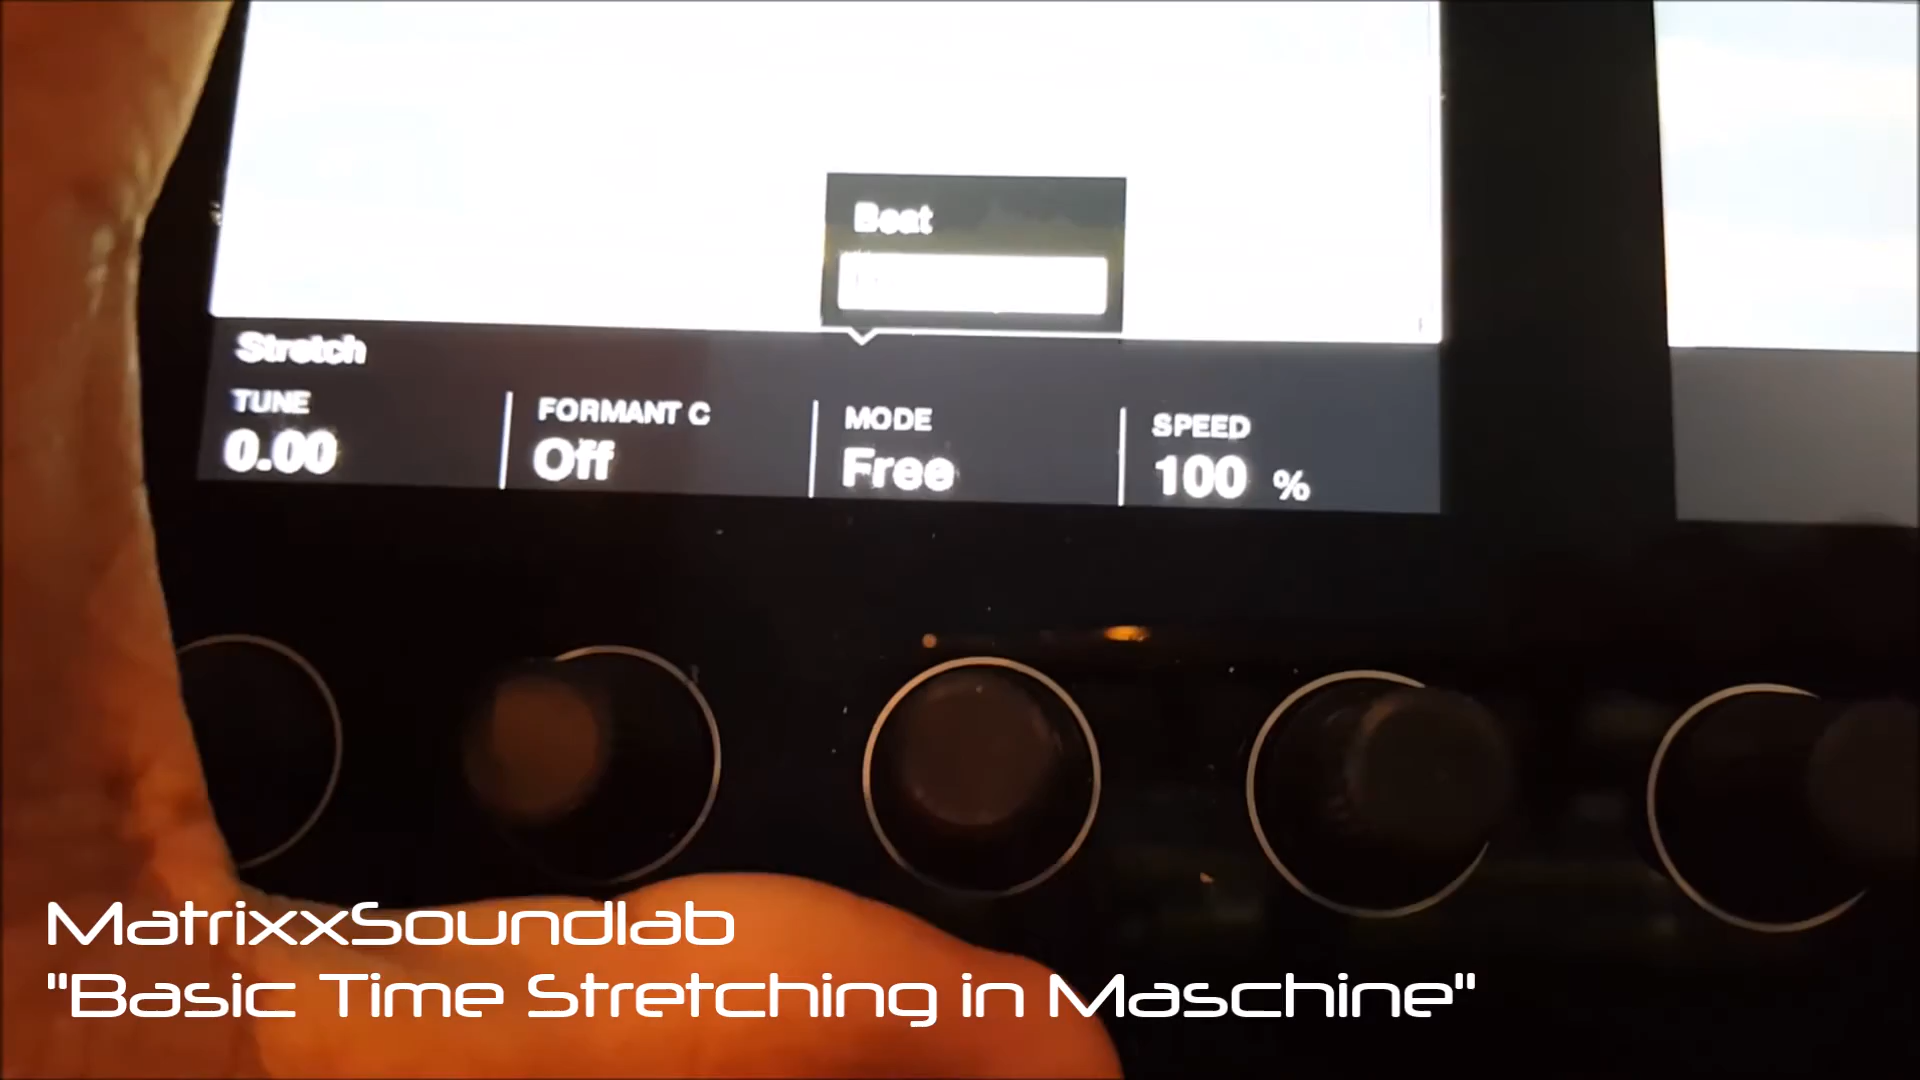 Beat
Stretch
TUNE
FORMANT C
MODE
SPEED
0.00
Off
Free
100 %
MatrixxSoundlab
"Basic Time Stretching in Maschine"